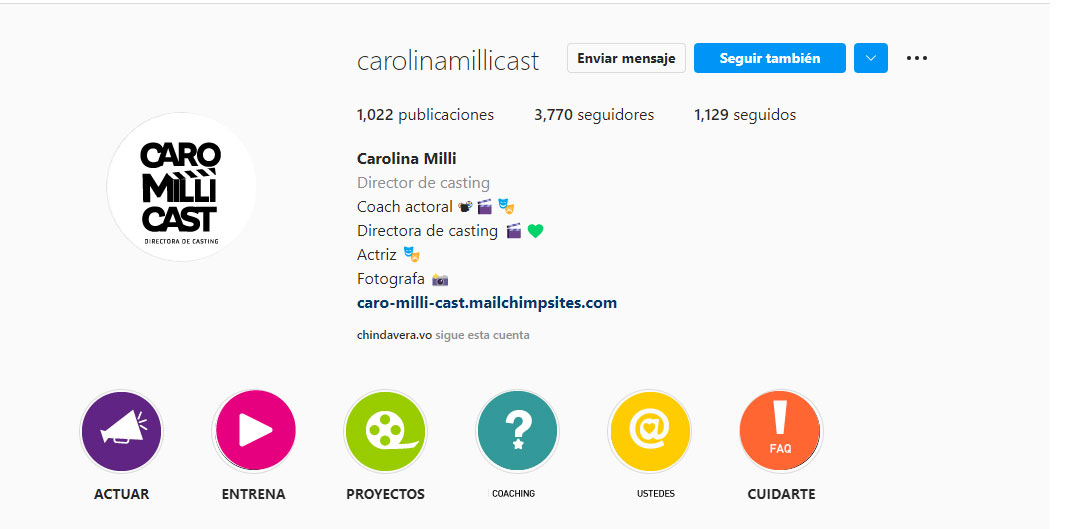 carolinamillicast Enviar mensaje Seguir también
1,022 publicaciones 3,770 seguidores 1,129 seguidos
CARO
MILLI
CAST
DIRECTORA DE CASTING
Carolina Milli
Director de casting
Coach actoral 📽🎬🎭
Directora de casting 🎬💚
Actriz 🎭
Fotografa 📸
caro-milli-cast.mailchimpsites.com
chindavera.vo sigue esta cuenta
? @ ! FAQ
ACTUAR ENTRENA PROYECTOS COACHING USTEDES CUIDARTE